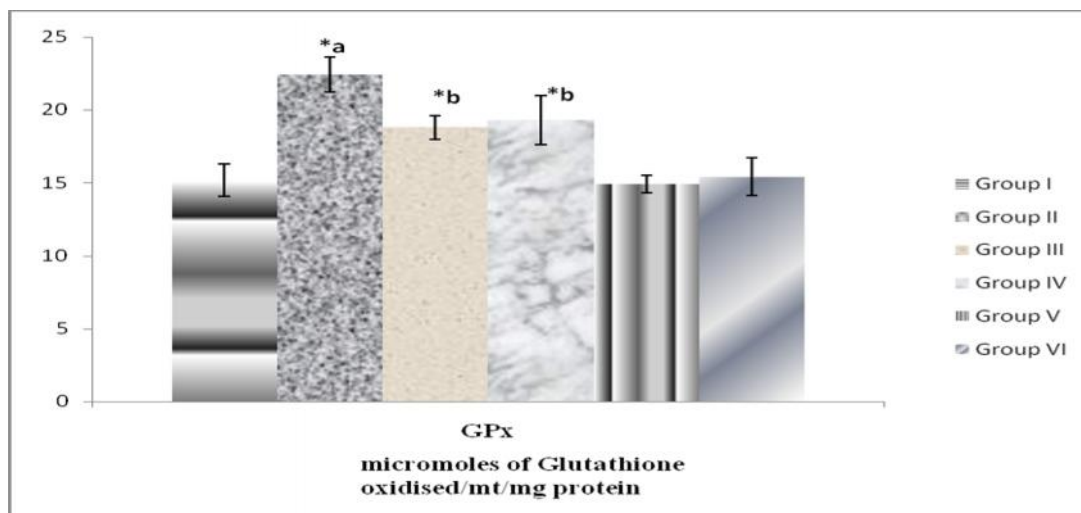 25
20
15
10
5
0
*a
*b
*b
GPx
micromoles of Glutathione
oxidised/mt/mg protein
Group I
Group II
Group III
Group IV
Group V
Group VI